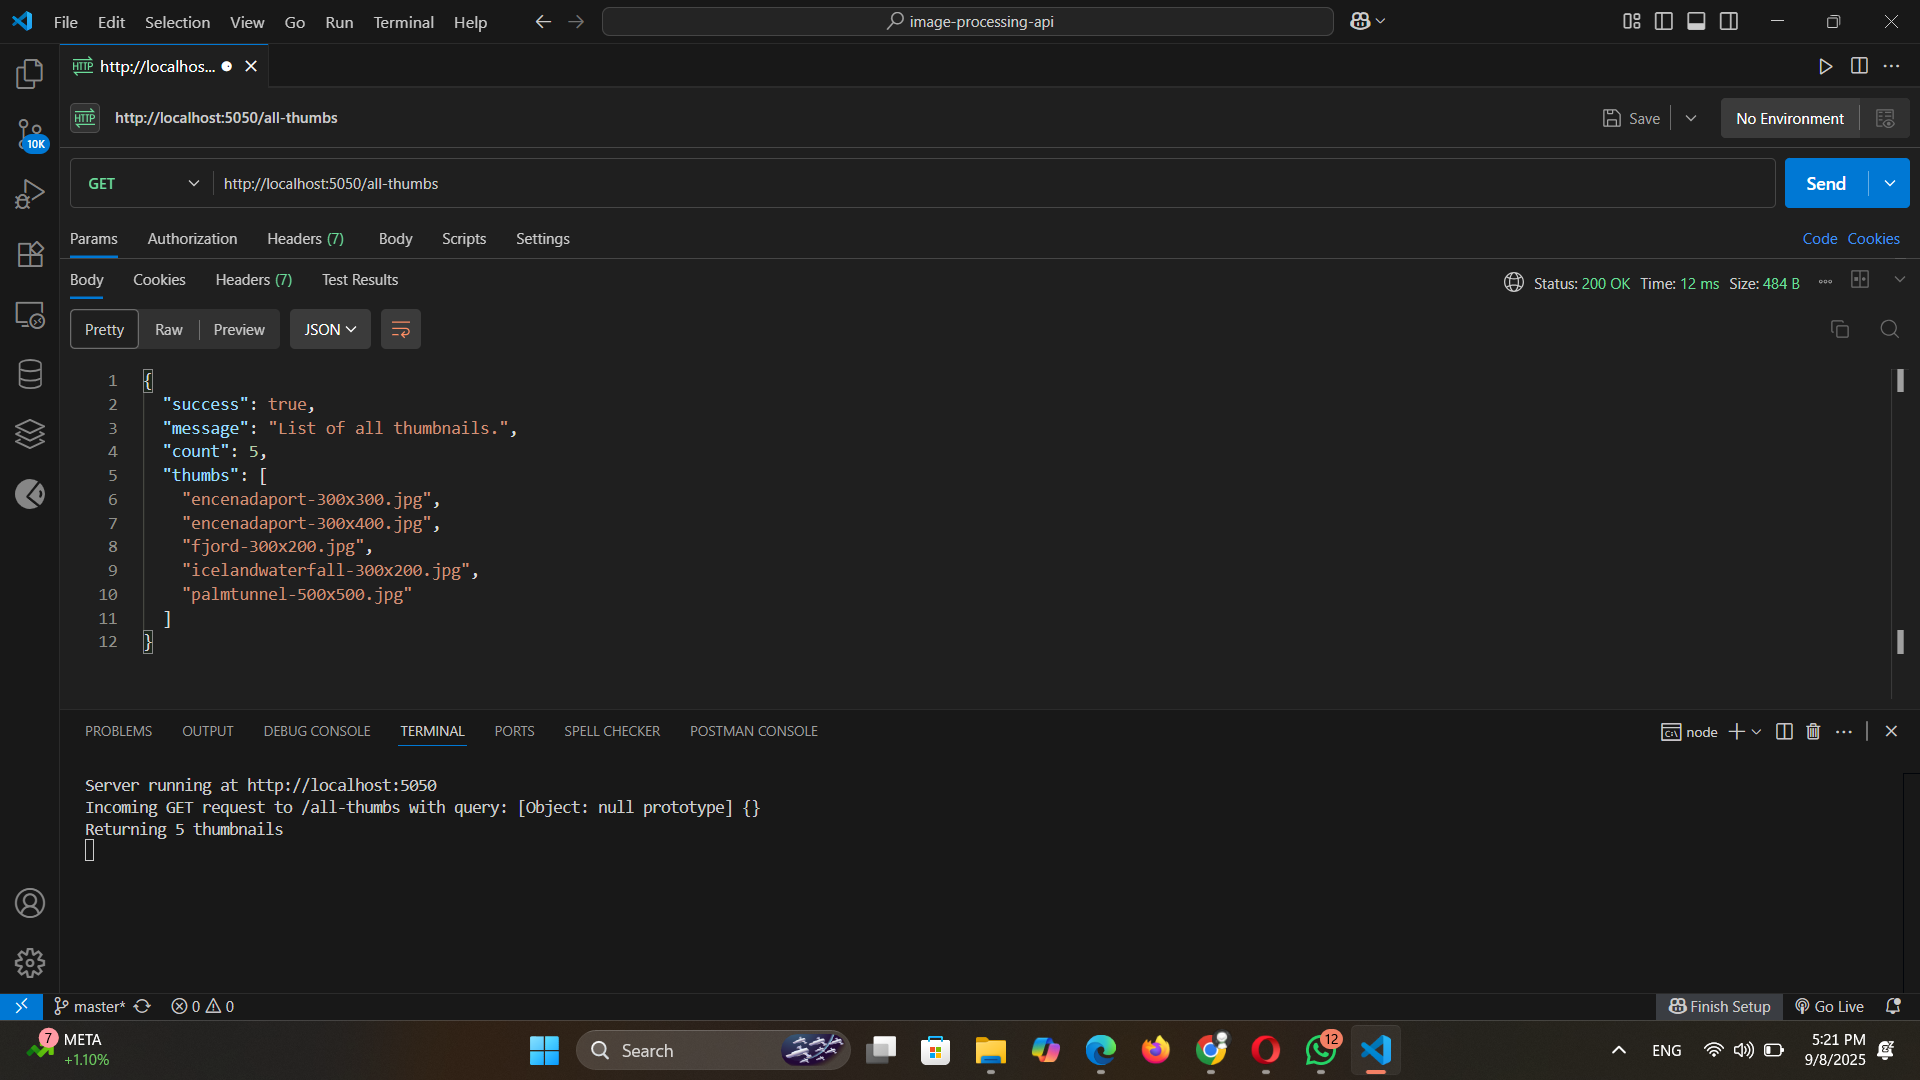 File Edit Selection View Go Run Terminal Help
image-processing-api
HTTP http://localhos...
HTTP http://localhost:5050/all-thumbs
Save
No Environment
GET
http://localhost:5050/all-thumbs
Send
Params Authorization Headers (7) Body Scripts Settings
Code Cookies
Body Cookies Headers (7) Test Results
Status: 200 OK Time: 12 ms Size: 484 B
Pretty Raw Preview JSON
1 {
2 "success": true,
3 "message": "List of all thumbnails.",
4 "count": 5,
5 "thumbs": [
6 "encenadaport-300x300.jpg",
7 "encenadaport-300x400.jpg",
8 "fjord-300x200.jpg",
9 "icelandwaterfall-300x200.jpg",
10 "palmtunnel-500x500.jpg"
11 ]
12 }
10K
PROBLEMS OUTPUT DEBUG CONSOLE TERMINAL PORTS SPELL CHECKER POSTMAN CONSOLE
node
Server running at http://localhost:5050
Incoming GET request to /all-thumbs with query: [Object: null prototype] {}
Returning 5 thumbnails
master* 0 0
Finish Setup Go Live
7 META
+1.10%
Search
12
ENG
5:21 PM
9/8/2025